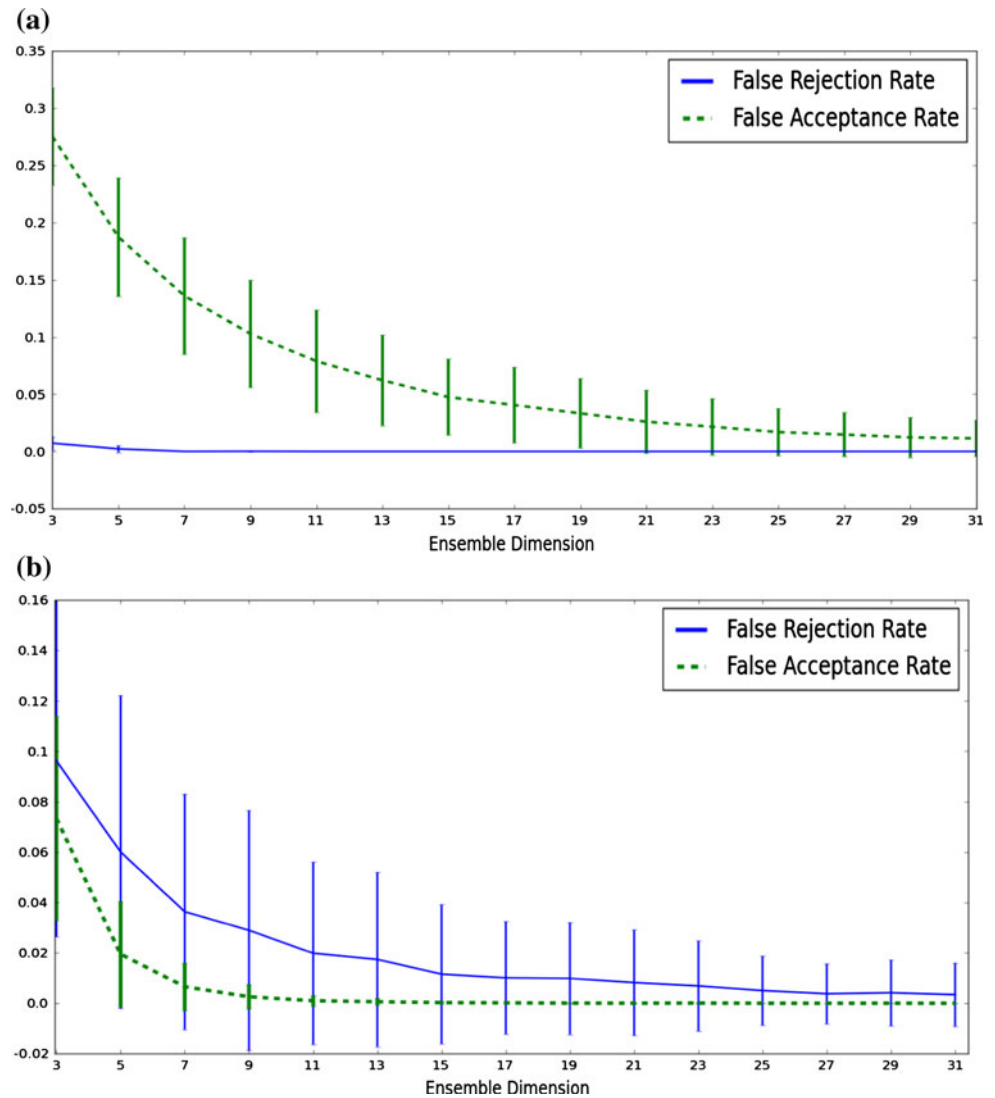 (a)
0.35
0.3
0.25
0.2
0.15
0.1
0.05
0.0
-0.05
False Rejection Rate
False Acceptance Rate
3 5 7 9 11 13 15 17 19 21 23 25 27 29 31
Ensemble Dimension
(b)
0.16
0.14
0.12
0.1
0.08
0.06
0.04
0.02
0.0
-0.02
False Rejection Rate
False Acceptance Rate
3 5 7 9 11 13 15 17 19 21 23 25 27 29 31
Ensemble Dimension